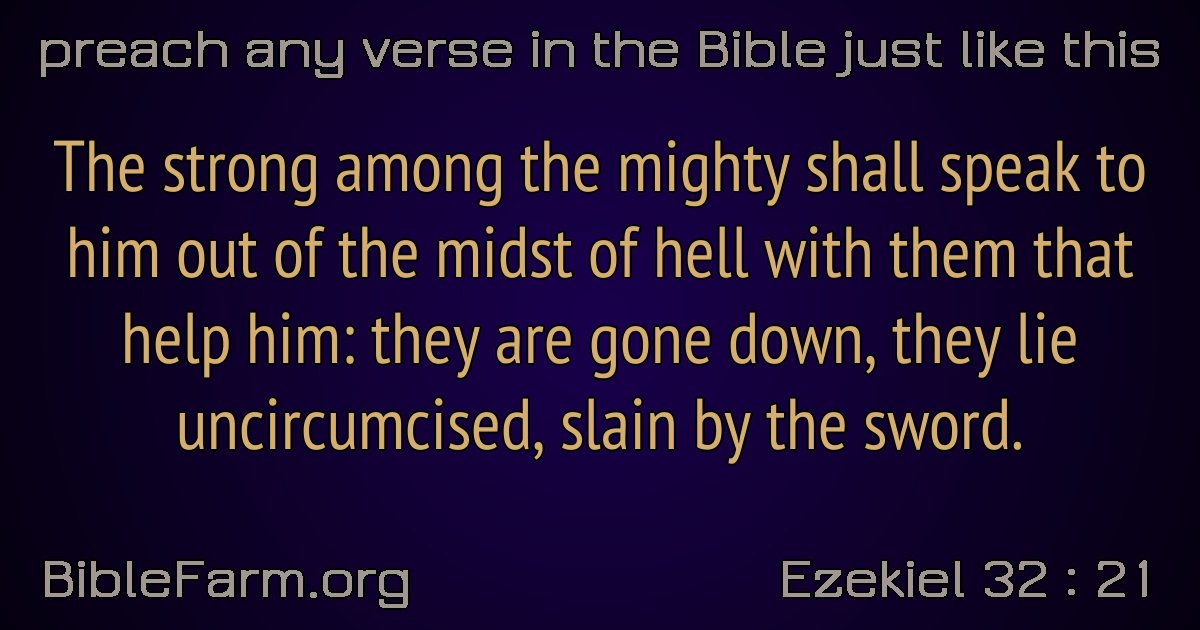 preach any verse in the Bible just like this
The strong among the mighty shall speak to
him out of the midst of hell with them that
help him: they are gone down, they lie
uncircumcised, slain by the sword.
BibleFarm.org
Ezekiel 32 : 21